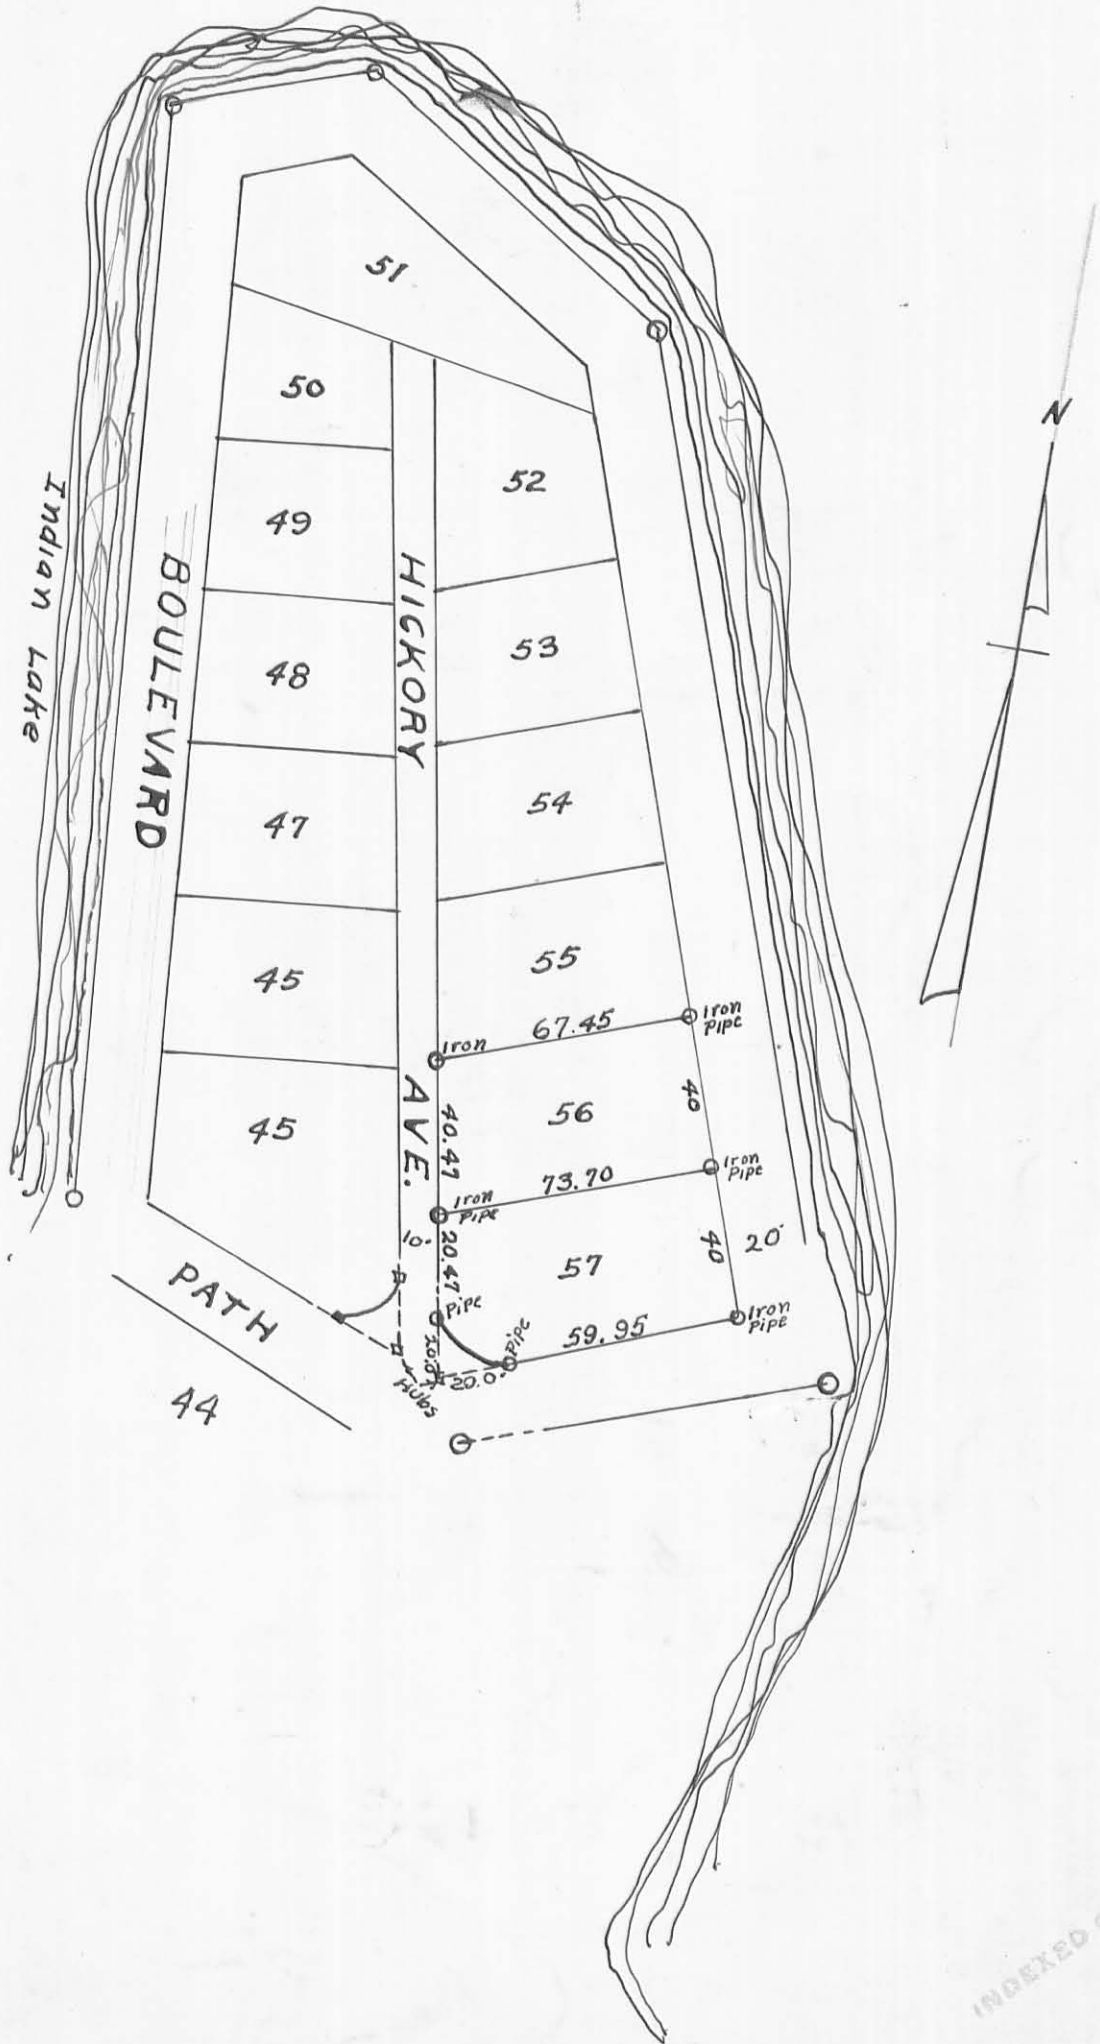 51
N
50
52
Indian Lake
49
BOULEVARD
HICKORY
53
48
54
47
55
45
67.45
Iron
Pipe
Iron
AVE.
40.47
56
40
45
73.70
Iron
Pipe
Iron
Pipe
10'
20.47
57
40
20'
PATH
Pipe
Pipe
59.95
Iron
Pipe
20.0
Hubs
44
INDEXED